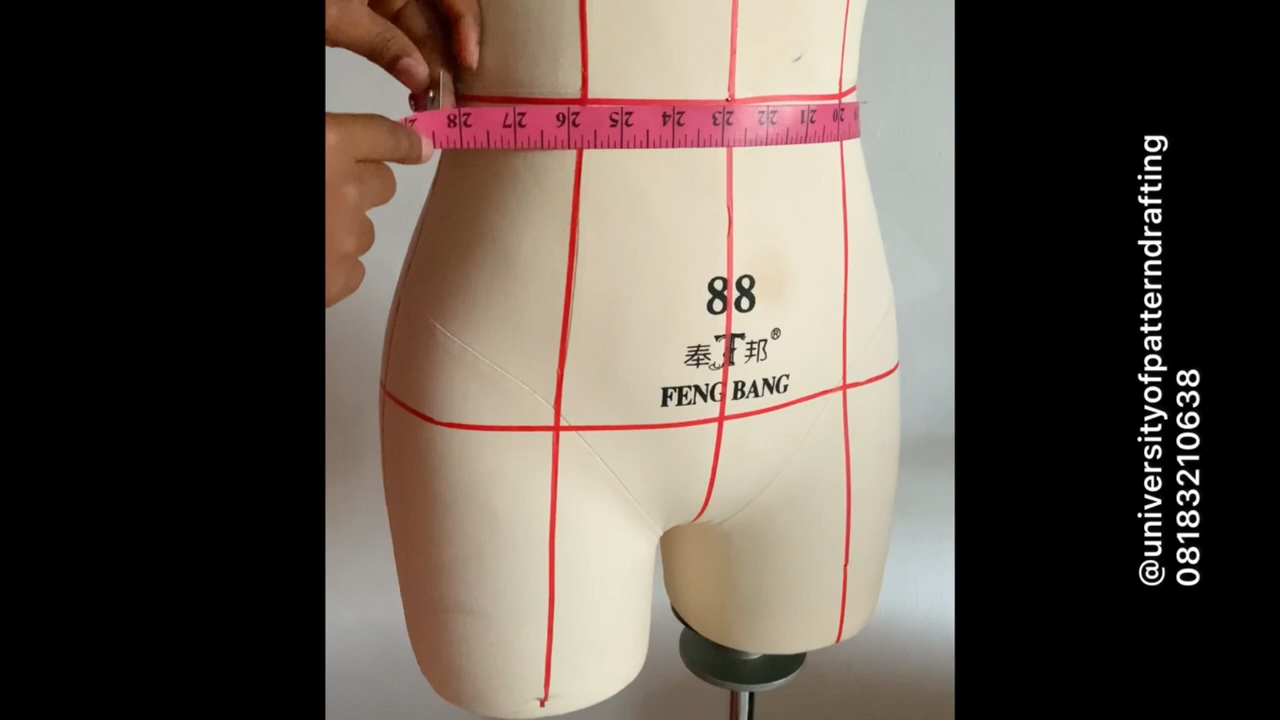 28 27 26 25 24 23 22 21 20
88
奉 邦®
FENG BANG
@universityofpatterndrafting
08183210638